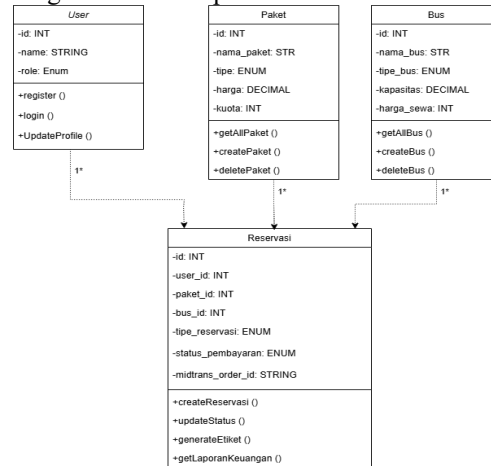 User
-id: INT
-name: STRING
-role: Enum
+register ()
+login ()
+UpdateProfile ()
Paket
-id: INT
-nama_paket: STR
-tipe: ENUM
-harga: DECIMAL
-kuota: INT
+getAllPaket ()
+createPaket ()
+deletePaket ()
Bus
-id: INT
-nama_bus: STR
-tipe_bus: ENUM
-kapasitas: DECIMAL
-harga_sewa: INT
+getAllBus ()
+createBus ()
+deleteBus ()
1*
1*
1*
Reservasi
-id: INT
-user_id: INT
-paket_id: INT
-bus_id: INT
-tipe_reservasi: ENUM
-status_pembayaran: ENUM
-midtrans_order_id: STRING
+createReservasi ()
+updateStatus ()
+generateEtiket ()
+getLaporanKeuangan ()